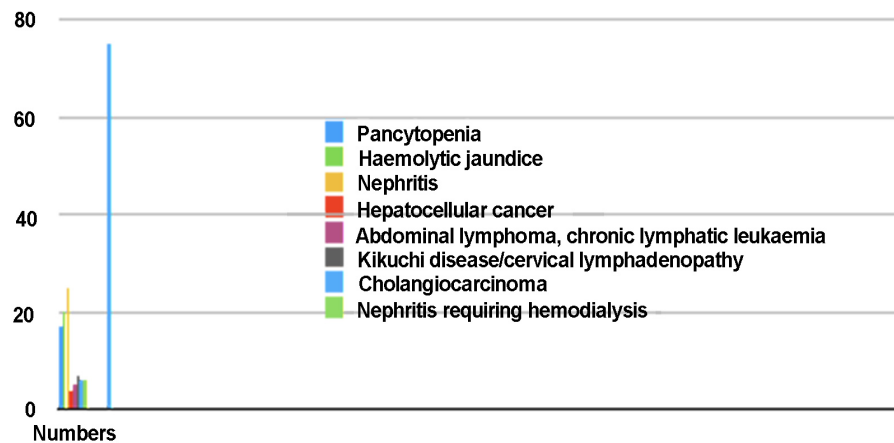 80
60
40
20
0
Numbers
Pancytopenia
Haemolytic jaundice
Nephritis
Hepatocellular cancer
Abdominal lymphoma, chronic lymphatic leukaemia
Kikuchi disease/cervical lymphadenopathy
Cholangiocarcinoma
Nephritis requiring hemodialysis